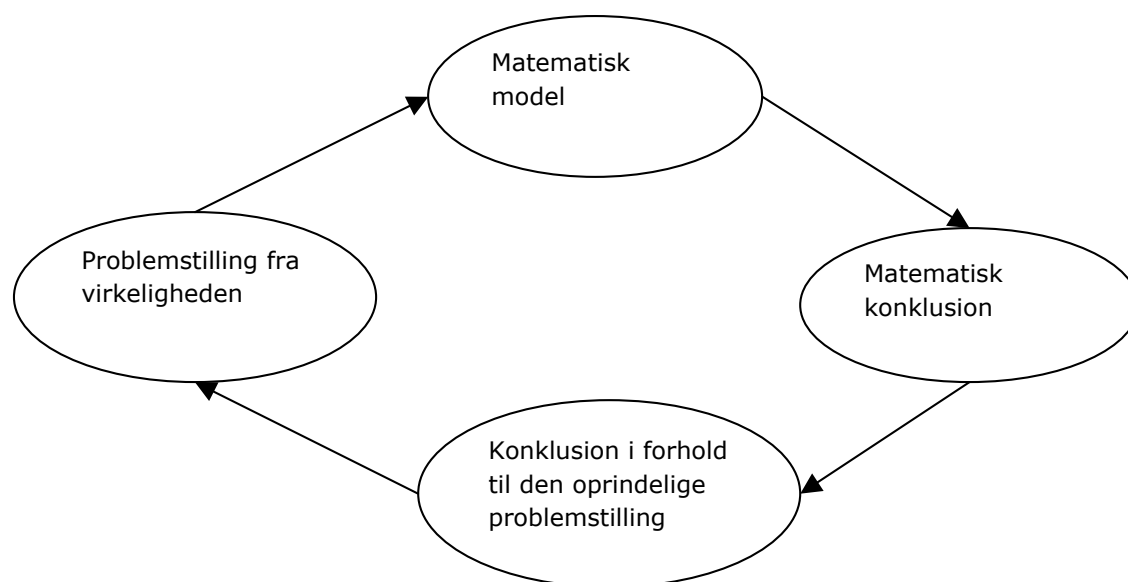 Matematisk
model
Problemstilling fra
virkeligheden
Matematisk
konklusion
Konklusion i forhold
til den oprindelige
problemstilling